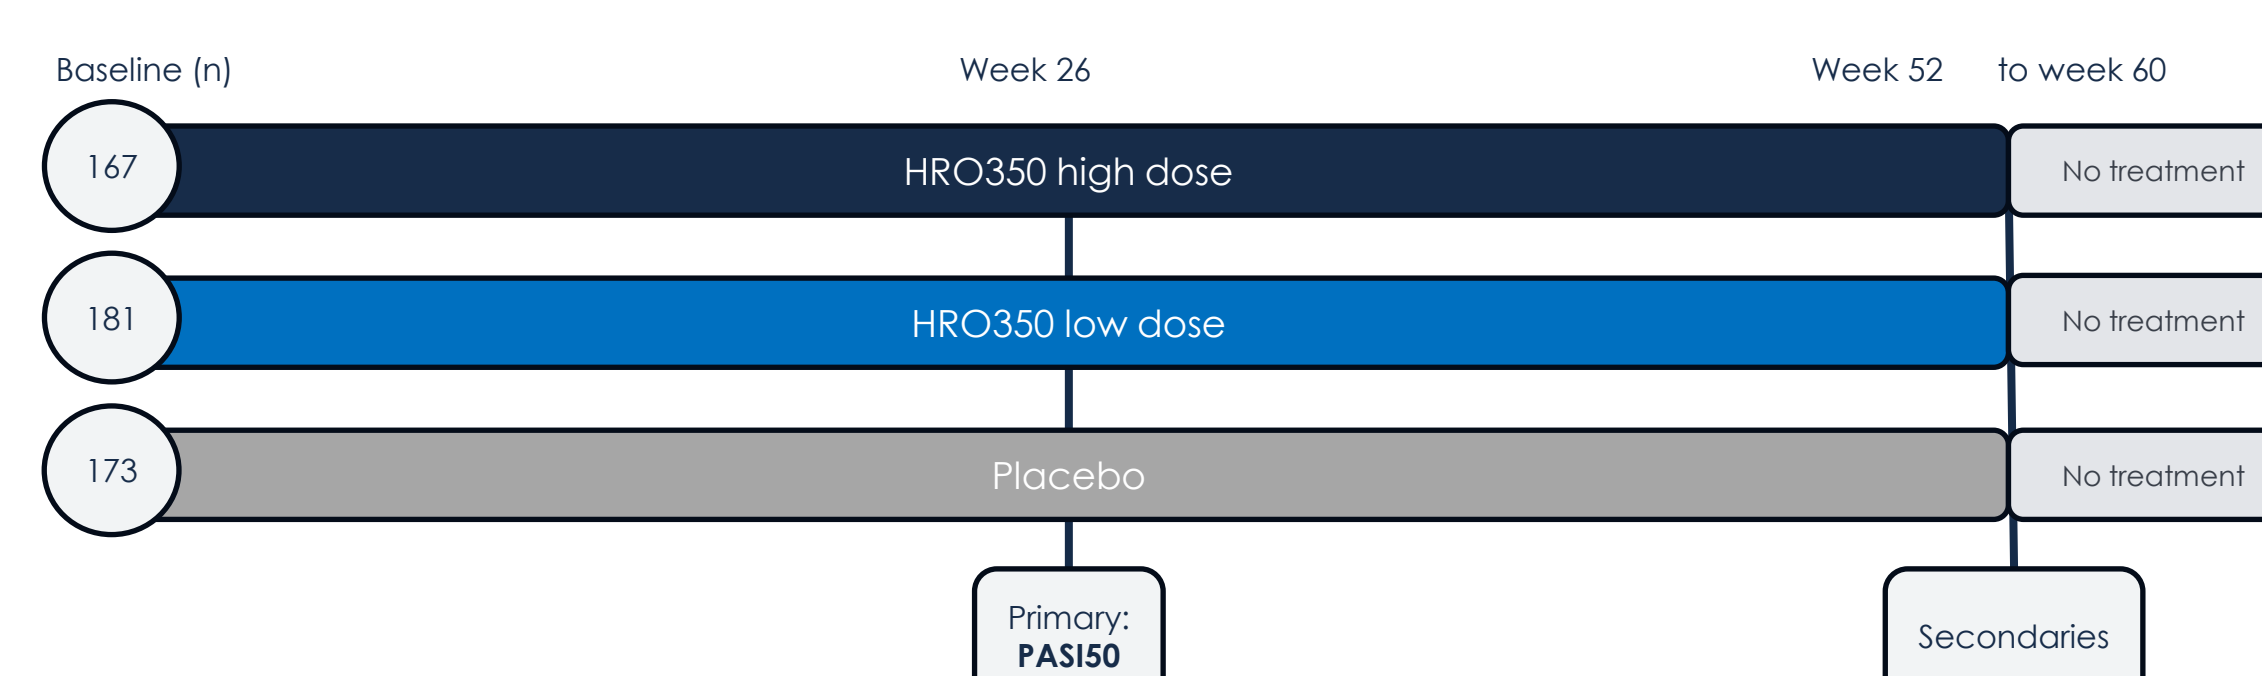 Baseline (n)
Week 26
Week 52
to week 60
167
HRO350 high dose
No treatment
181
HRO350 low dose
No treatment
173
Placebo
No treatment
Primary:
PASI50
Secondaries